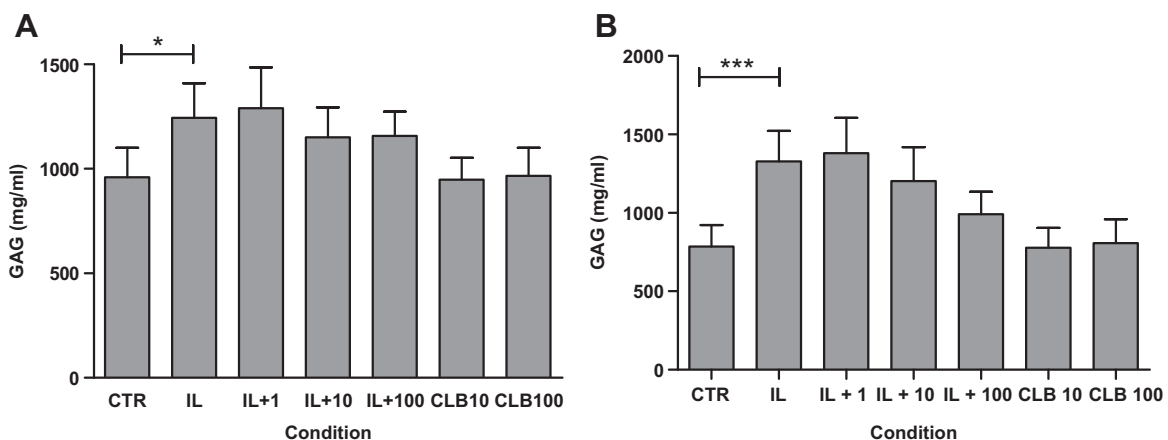 A
*
1500
1000
500
0
GAG (mg/ml)
CTR IL IL+1 IL+10 IL+100 CLB10 CLB100
Condition
B
***
2000
1500
1000
500
0
GAG (mg/ml)
CTR IL IL + 1 IL + 10 IL + 100 CLB 10 CLB 100
Condition